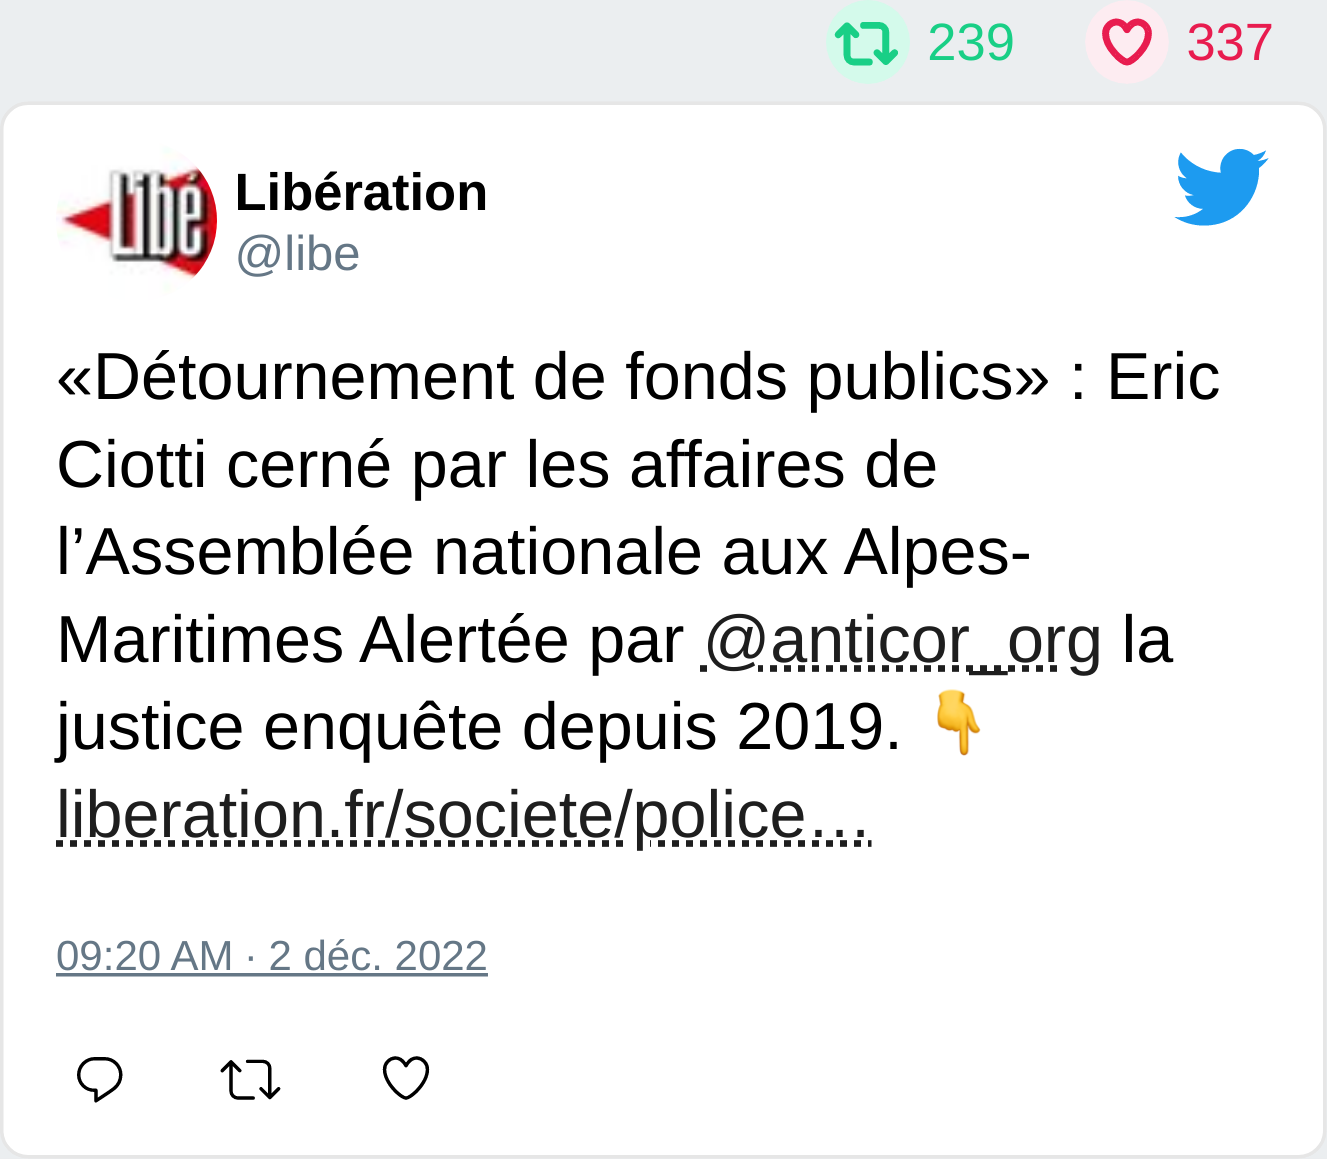 239 337
Libé
Libération
@libe
«Détournement de fonds publics» : Eric
Ciotti cerné par les affaires de
l’Assemblée nationale aux Alpes-
Maritimes Alertée par @anticor_org la
justice enquête depuis 2019. 👇
liberation.fr/societe/police…
09:20 AM · 2 déc. 2022